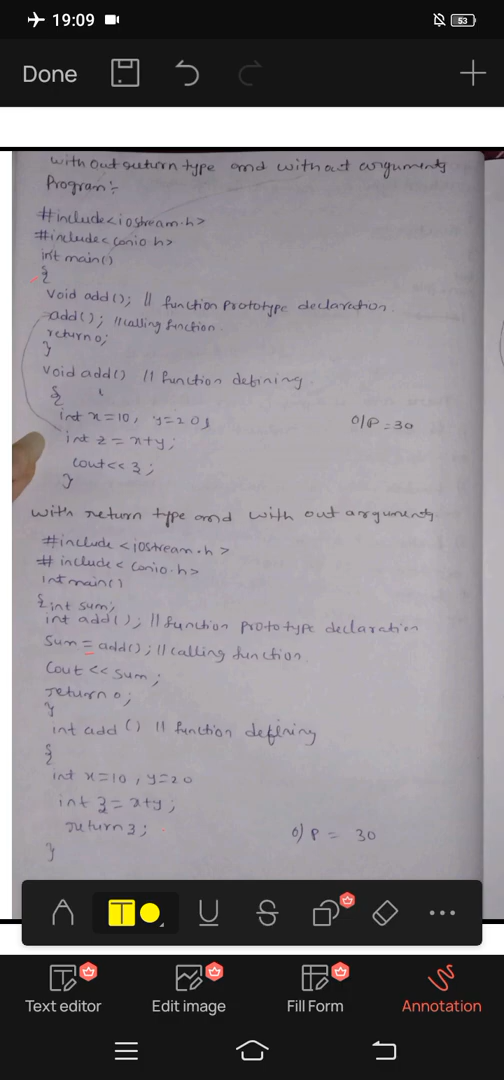 19:09
53
Done
with out return type and with out arguments
Program:-
#include<iostream.h>
#include<conio.h>
int main()
{
void add(); // function Prototype declaration
add(); //calling function
return 0;
}
void add() // function defining
{
int x=10, y=20;
O/P = 30
int z = x+y;
cout<< z;
}
with return type and with out arguments
#include <iostream.h>
# include < conio.h>
int main()
{ int sum;
int add(); // function prototype declaration
sum = add(); // calling function
Cout << sum;
return 0;
}
int add () // function defining
{
int x=10, y=20
int z = x+y;
return z;
O/P = 30
}
T
U
S
Text editor
Edit image
Fill Form
Annotation